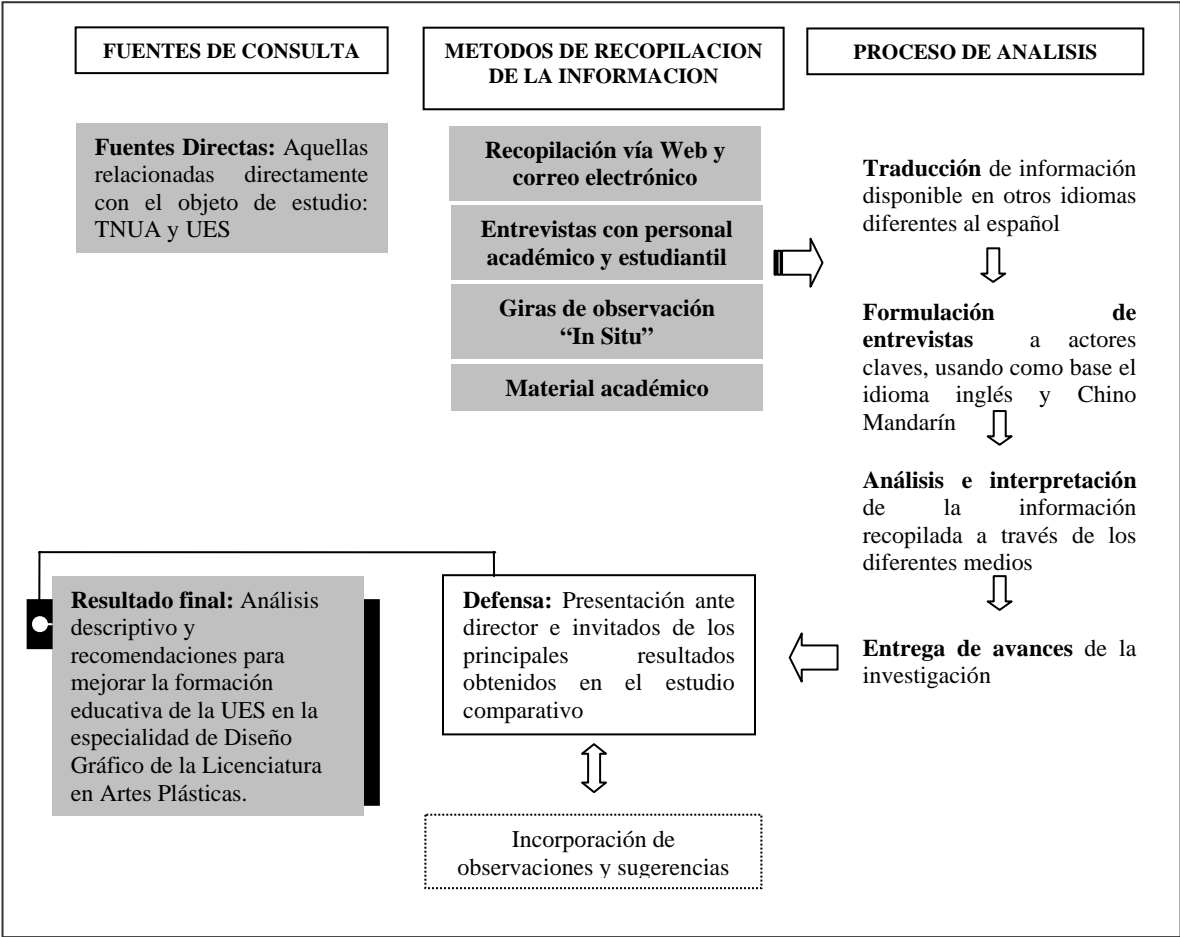 FUENTES DE CONSULTA
METODOS DE RECOPILACION
DE LA INFORMACION
PROCESO DE ANALISIS
Fuentes Directas: Aquellas
relacionadas directamente
con el objeto de estudio:
TNUA y UES
Recopilación vía Web y
correo electrónico
Entrevistas con personal
académico y estudiantil
Giras de observación
“In Situ”
Material académico
Traducción de información
disponible en otros idiomas
diferentes al español
Formulación de
entrevistas a actores
claves, usando como base el
idioma inglés y Chino
Mandarín
Análisis e interpretación
de la información
recopilada a través de los
diferentes medios
Entrega de avances de la
investigación
Defensa: Presentación ante
director e invitados de los
principales resultados
obtenidos en el estudio
comparativo
Incorporación de
observaciones y sugerencias
Resultado final: Análisis
descriptivo y
recomendaciones para
mejorar la formación
educativa de la UES en la
especialidad de Diseño
Gráfico de la Licenciatura
en Artes Plásticas.